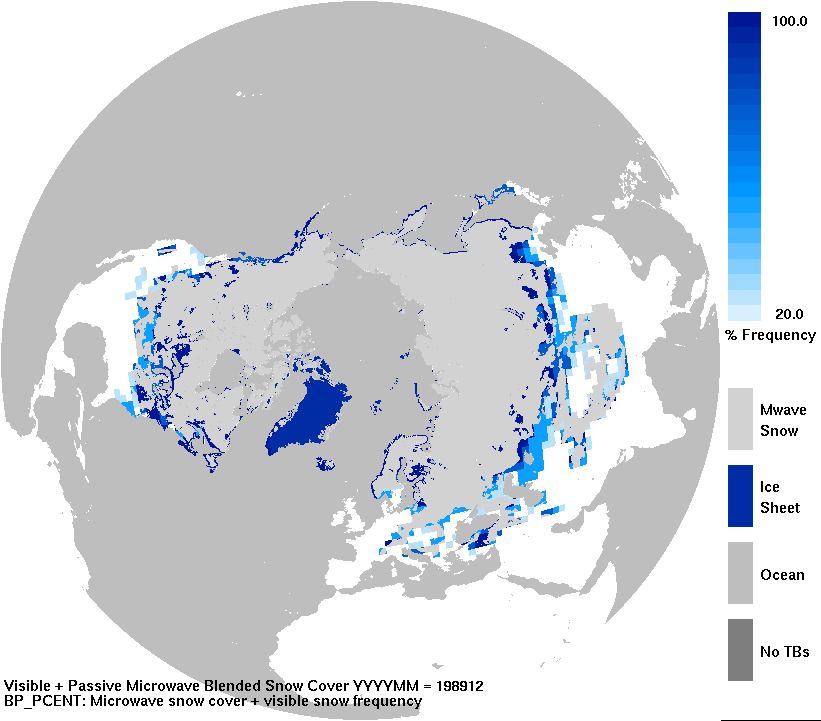 100.0
20.0
% Frequency
Mwave
Snow
Ice
Sheet
Ocean
No TBs
Visible + Passive Microwave Blended Snow Cover YYYYMM = 198912
BP_PCENT: Microwave snow cover + visible snow frequency